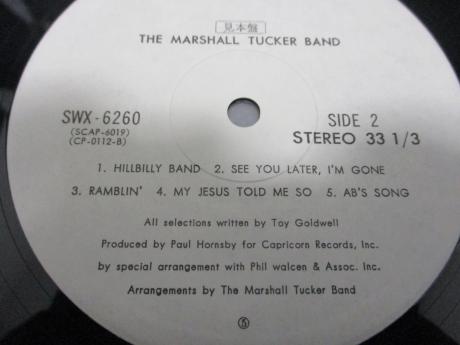 見本盤
THE MARSHALL TUCKER BAND
SWX-6260
(SCAP-6019)
(CP-0112-B)
SIDE 2
STEREO 33 1/3
1. HILLBILLY BAND 2. SEE YOU LATER, I'M GONE
3. RAMBLIN' 4. MY JESUS TOLD ME SO 5. AB'S SONG
All selections written by Toy Goldwell
Produced by Paul Hornsby for Capricorn Records, Inc.
by special arrangement with Phil walcen & Assoc. Inc.
Arrangements by The Marshall Tucker Band
Ⓢ